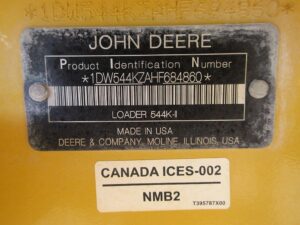 *1DW544KZAHF684860*
JOHN DEERE
Product Identification Number
*1DW544KZAHF684860*
LOADER 544K-II
MADE IN USA
DEERE & COMPANY, MOLINE, ILLINOIS, USA
CANADA ICES-002
NMB2
T395787X00